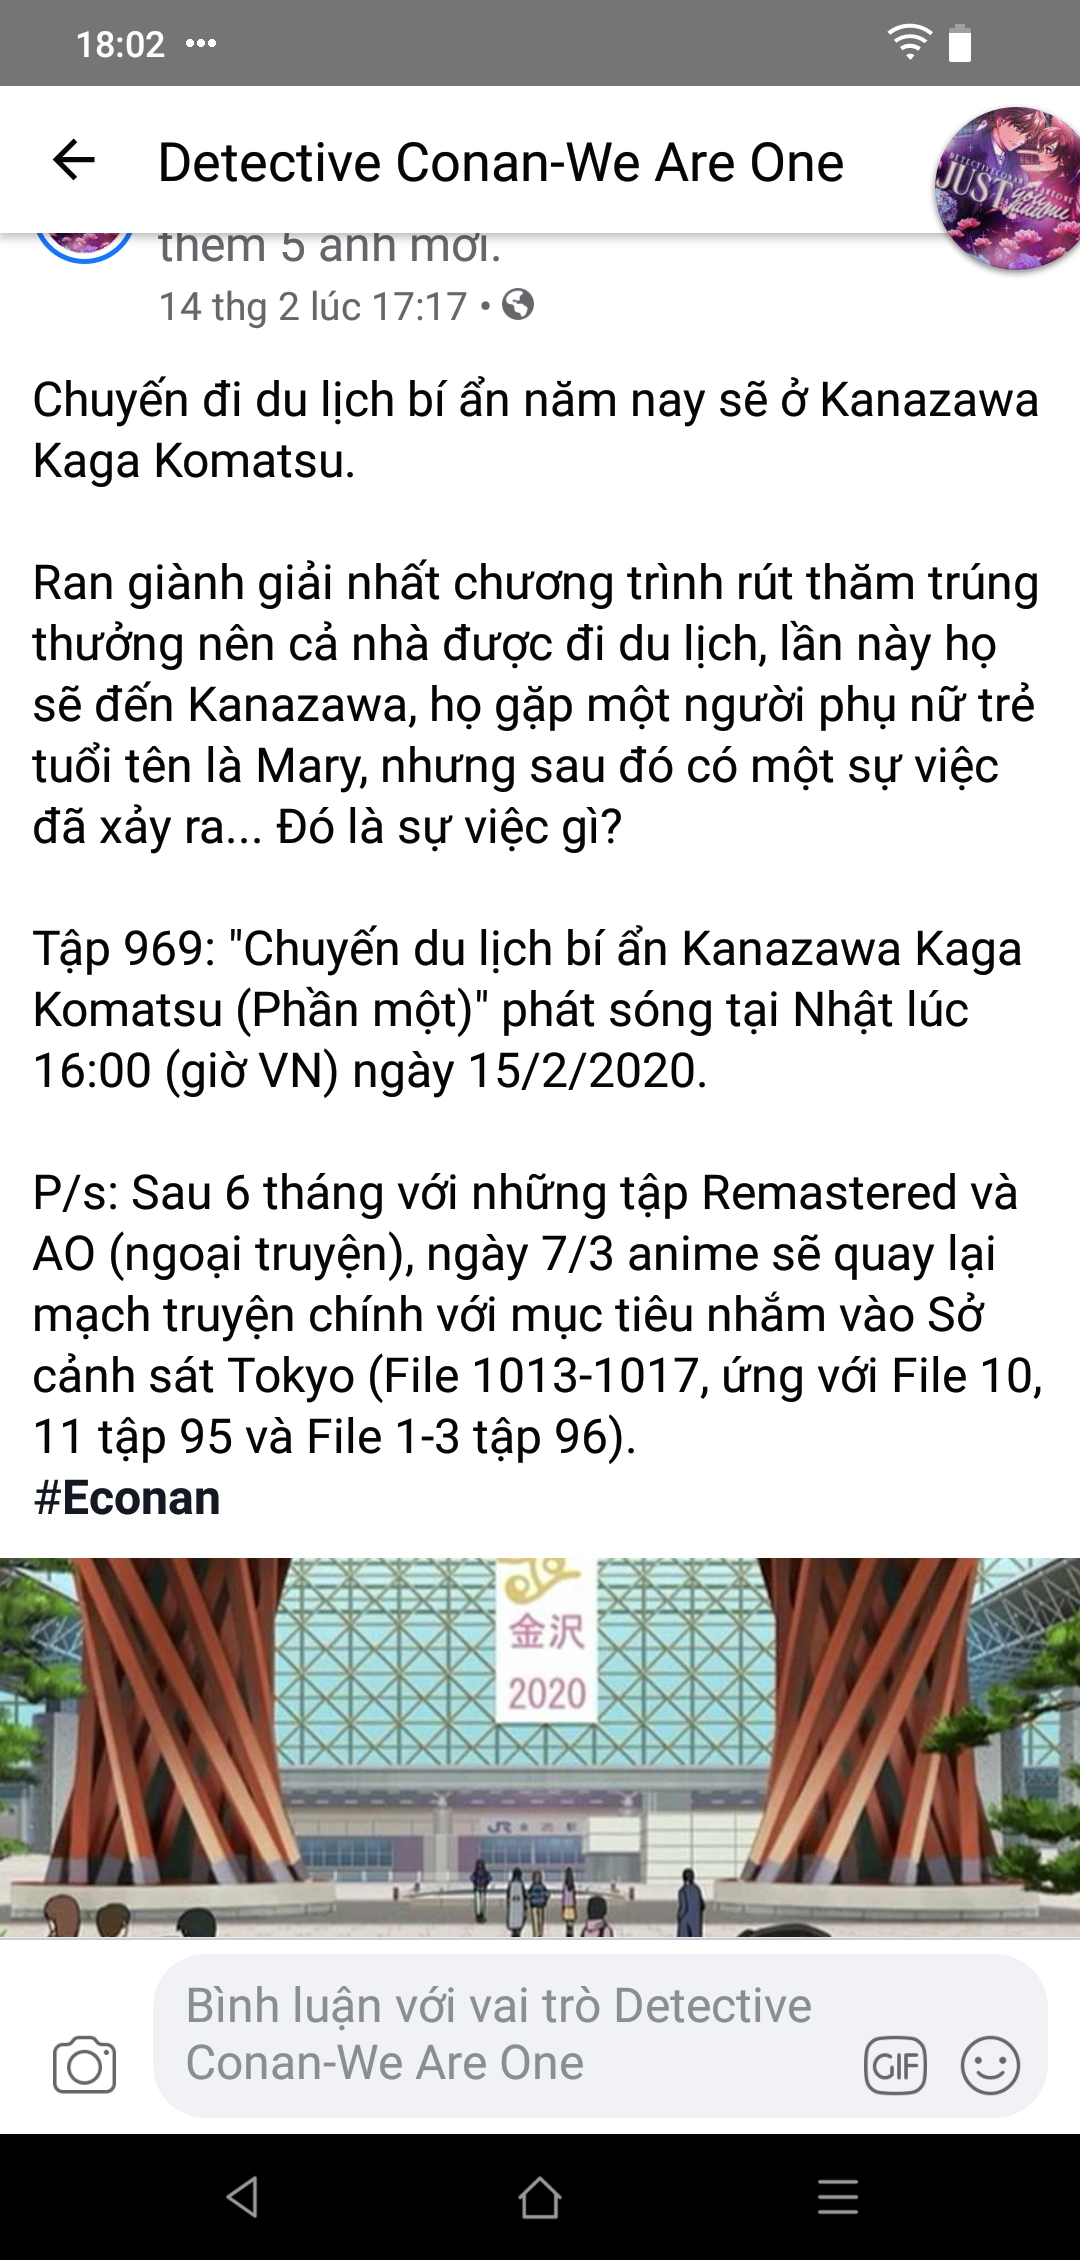 18:02
Detective Conan-We Are One
DETECTIVE CONAN-WE ARE ONE
JUST
thêm 5 ảnh mới.
14 thg 2 lúc 17:17 •
Chuyến đi du lịch bí ẩn năm nay sẽ ở Kanazawa
Kaga Komatsu.
Ran giành giải nhất chương trình rút thăm trúng
thưởng nên cả nhà được đi du lịch, lần này họ
sẽ đến Kanazawa, họ gặp một người phụ nữ trẻ
tuổi tên là Mary, nhưng sau đó có một sự việc
đã xảy ra... Đó là sự việc gì?
Tập 969: "Chuyến du lịch bí ẩn Kanazawa Kaga
Komatsu (Phần một)" phát sóng tại Nhật lúc
16:00 (giờ VN) ngày 15/2/2020.
P/s: Sau 6 tháng với những tập Remastered và
AO (ngoại truyện), ngày 7/3 anime sẽ quay lại
mạch truyện chính với mục tiêu nhắm vào Sở
cảnh sát Tokyo (File 1013-1017, ứng với File 10,
11 tập 95 và File 1-3 tập 96).
#Econan
金沢
2020
JR
Bình luận với vai trò Detective
Conan-We Are One
GIF